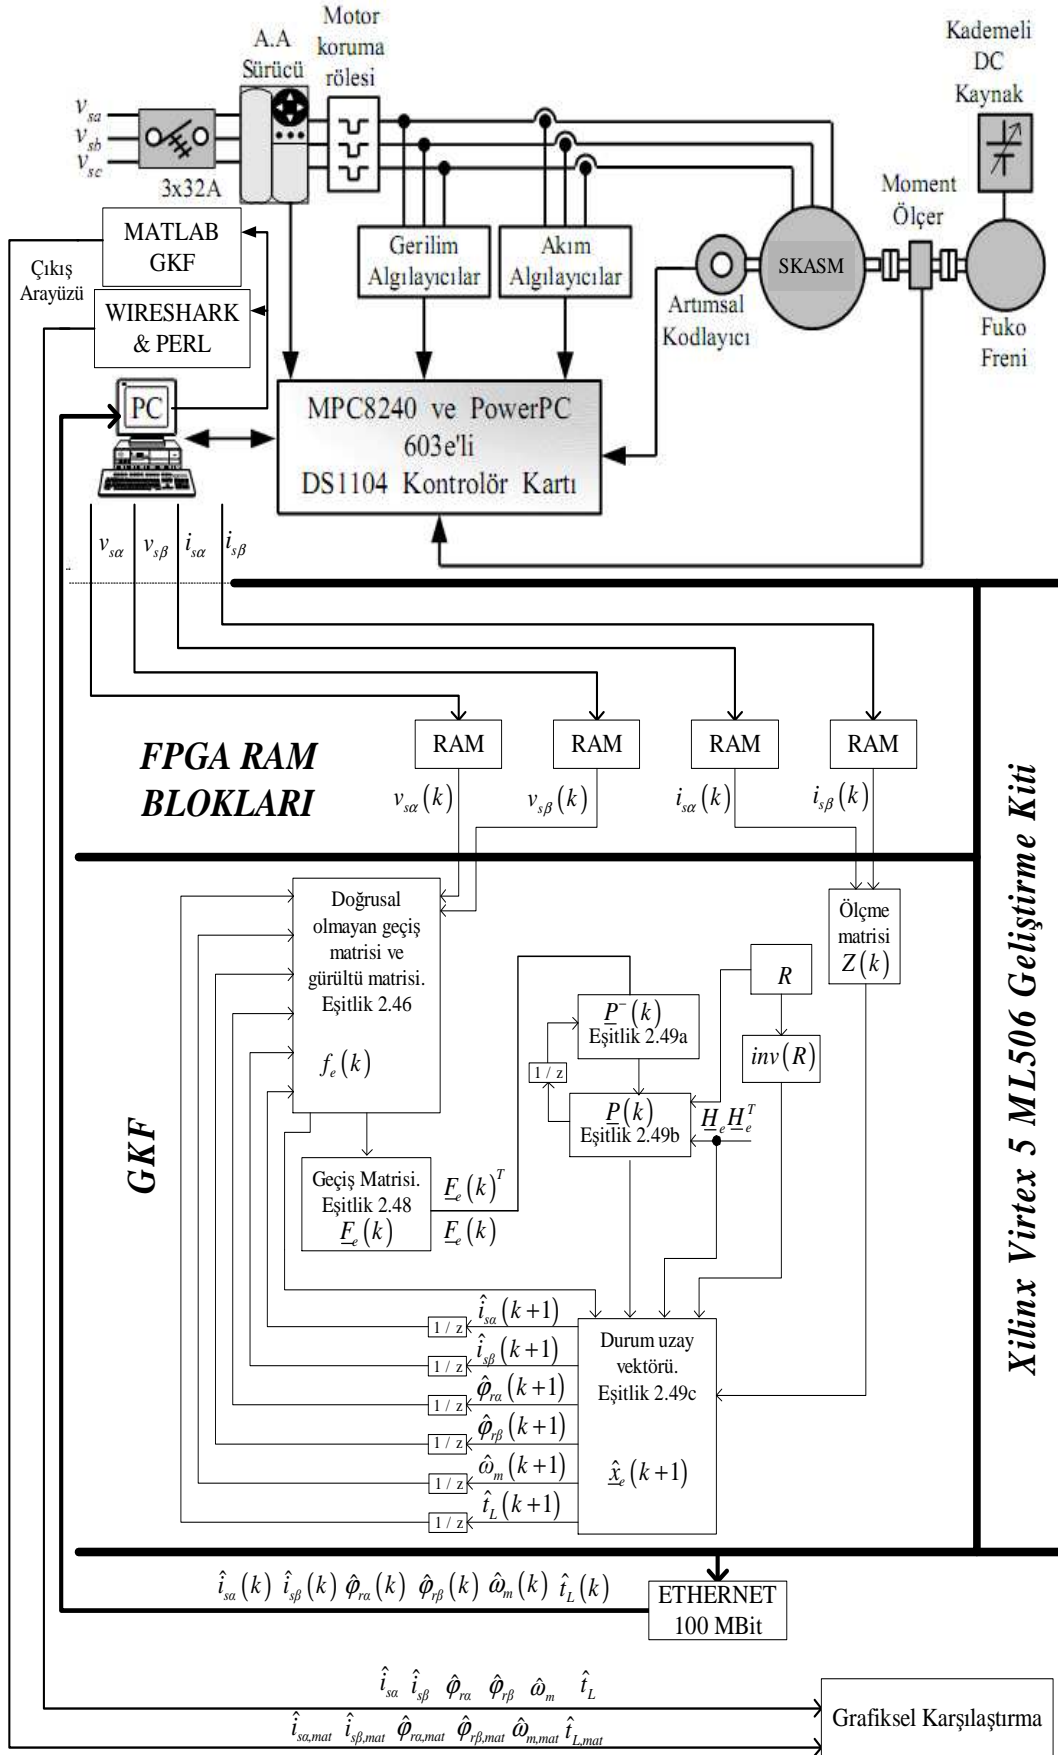 Motor
koruma
rölesi
A.A
Sürücü
Kademeli
DC
Kaynak
v_sa
v_sb
v_sc
3x32A
Moment
Ölçer
MATLAB
GKF
Gerilim
Algılayıcılar
Akım
Algılayıcılar
SKASM
Çıkış
Arayüzü
WIRESHARK
& PERL
Artımsal
Kodlayıcı
Fuko
Freni
PC
MPC8240 ve PowerPC
603e'li
DS1104 Kontrolör Kartı
v_sα v_sβ i_sα i_sβ
RAM RAM RAM RAM
FPGA RAM
BLOKLARI
v_sα(k) v_sβ(k) i_sα(k) i_sβ(k)
Xilinx Virtex 5 ML506 Geliştirme Kiti
GKF
Doğrusal
olmayan geçiş
matrisi ve
gürültü matrisi.
Eşitlik 2.46
f_e(k)
Ölçme
matrisi
Z(k)
R
inv(R)
P^-(k)
Eşitlik 2.49a
1 / z
P(k)
Eşitlik 2.49b
H_e H_e^T
Geçiş Matrisi.
Eşitlik 2.48
F_e(k)
F_e(k)^T
F_e(k)
1 / z î_sα(k+1)
1 / z î_sβ(k+1)
1 / z φ̂_rα(k+1)
1 / z φ̂_rβ(k+1)
1 / z ω̂_m(k+1)
1 / z t̂_L(k+1)
Durum uzay
vektörü.
Eşitlik 2.49c
x̂_e(k+1)
î_sα(k) î_sβ(k) φ̂_rα(k) φ̂_rβ(k) ω̂_m(k) t̂_L(k)
ETHERNET
100 MBit
î_sα î_sβ φ̂_rα φ̂_rβ ω̂_m t̂_L
î_sα,mat î_sβ,mat φ̂_rα,mat φ̂_rβ,mat ω̂_m,mat t̂_L,mat
Grafiksel Karşılaştırma